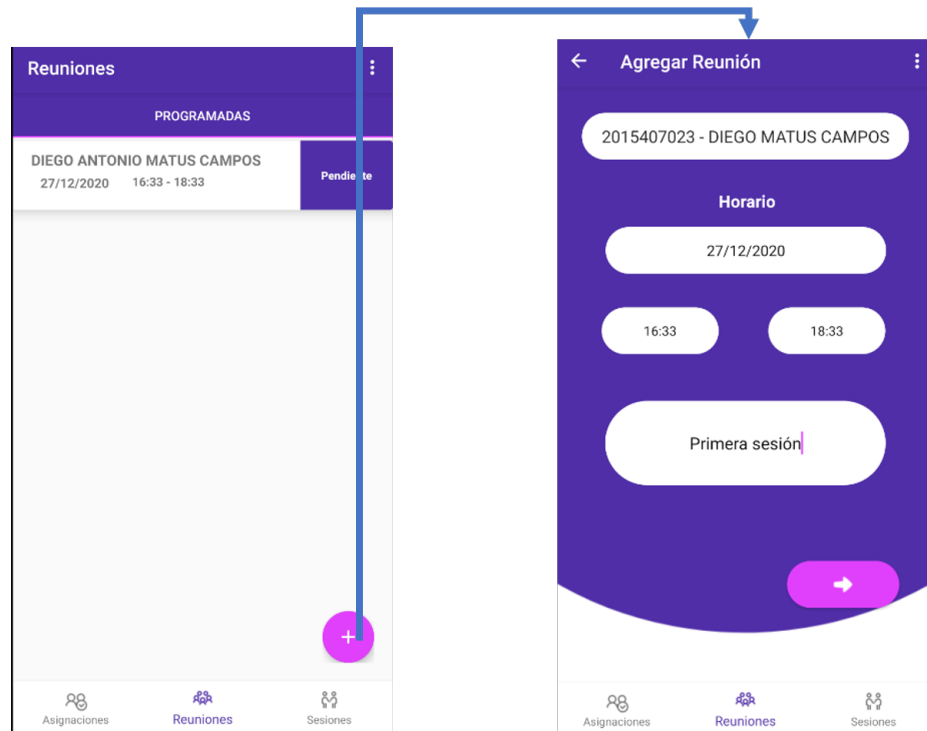 Reuniones
PROGRAMADAS
DIEGO ANTONIO MATUS CAMPOS
27/12/2020 16:33 - 18:33
Pendiente
Asignaciones Reuniones Sesiones
Agregar Reunión
2015407023 - DIEGO MATUS CAMPOS
Horario
27/12/2020
16:33 18:33
Primera sesión
Asignaciones Reuniones Sesiones